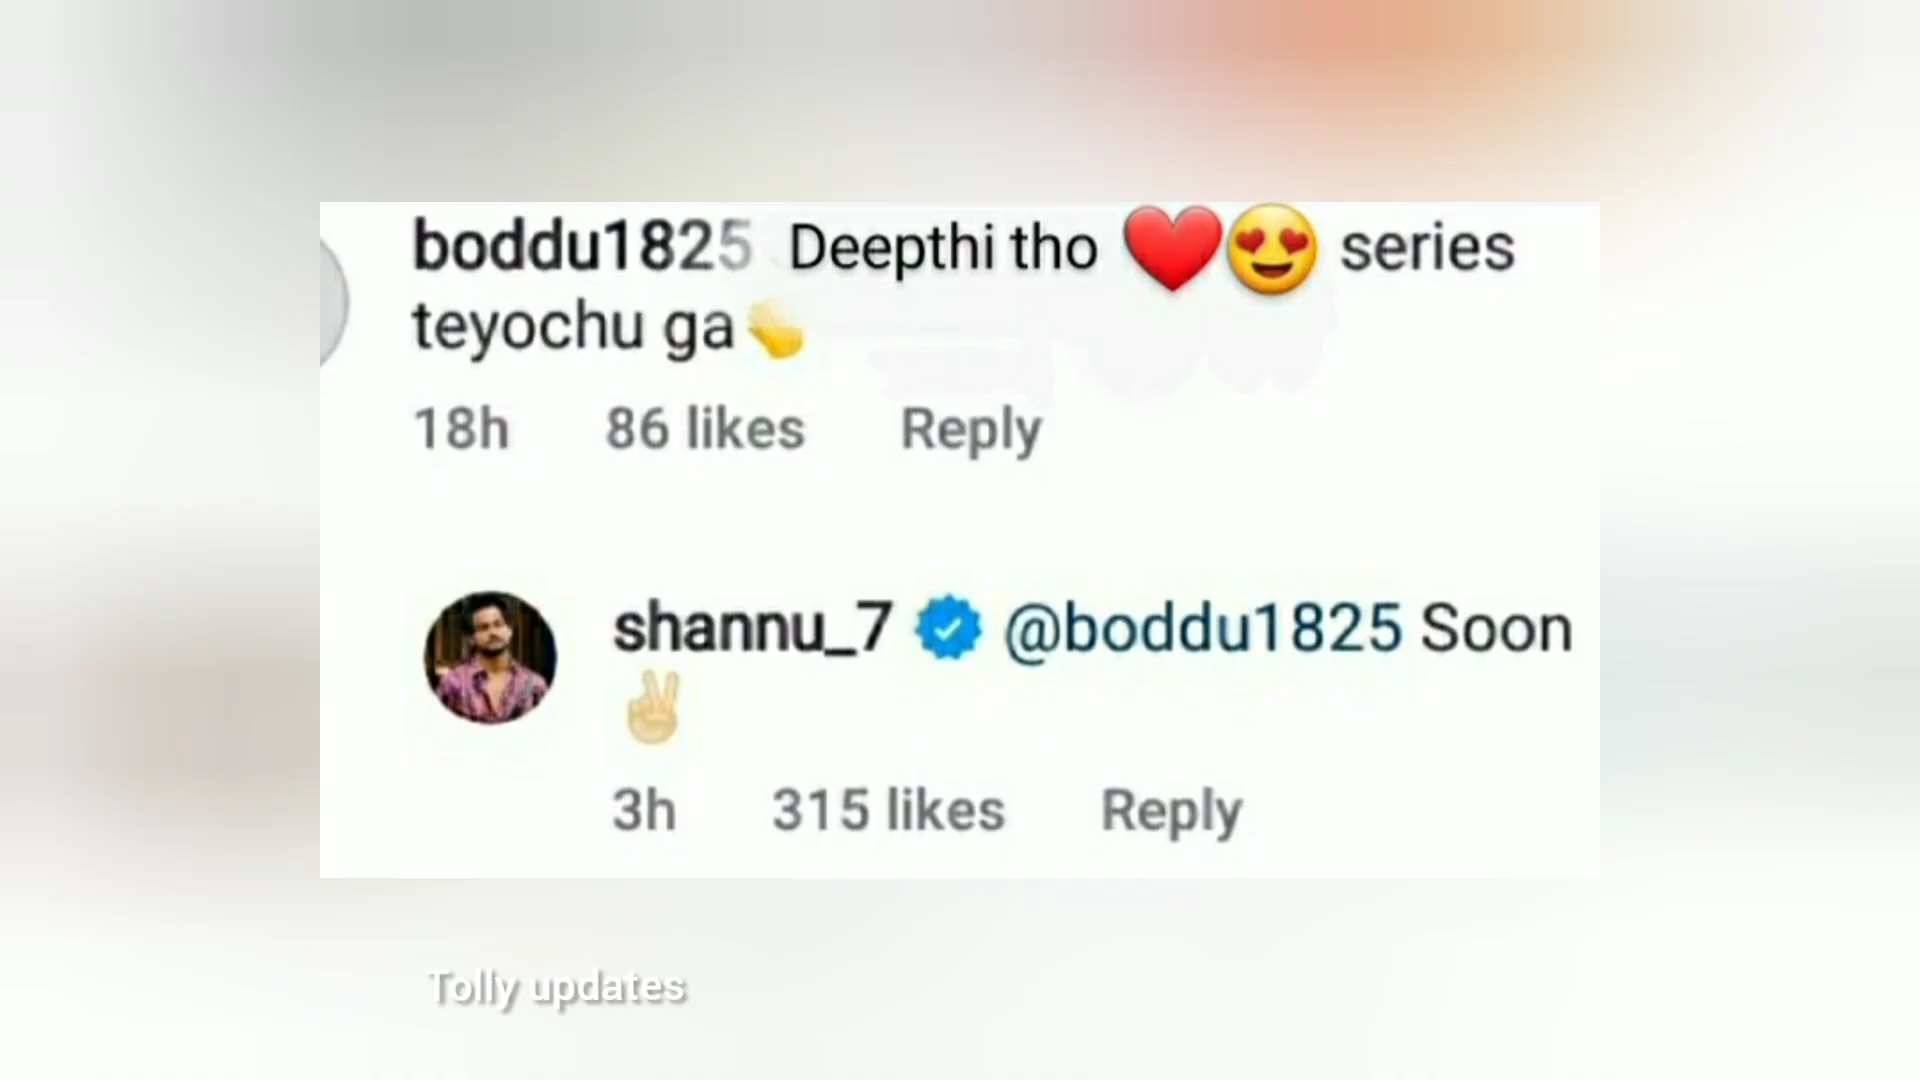 boddu1825 Deepthi tho ❤️😍 series
teyochu ga
18h 86 likes Reply
shannu_7 @boddu1825 Soon
✌🏼
3h 315 likes Reply
Tolly updates